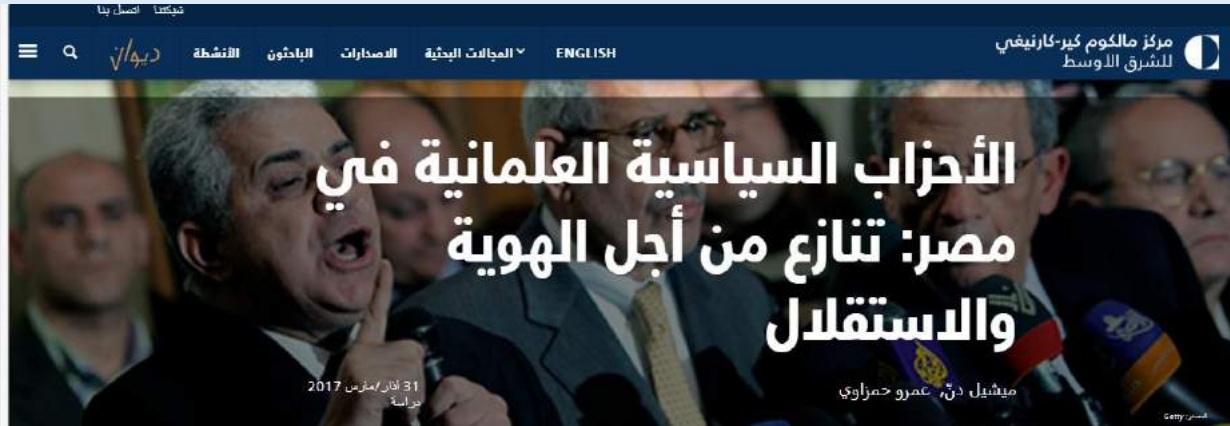 شبكتنا اتصل بنا
مركز مالكوم كير-كارنيغي
للشرق الأوسط
ENGLISH المجالات البحثية الاصدارات الباحثون الأنشطة ديوان
الأحزاب السياسية العلمانية في
مصر: تنازع من أجل الهوية
والاستقلال
ميشيل دنّ, عمرو حمزاوي
31 آذار/مارس 2017
دراسة
المصدر: Getty